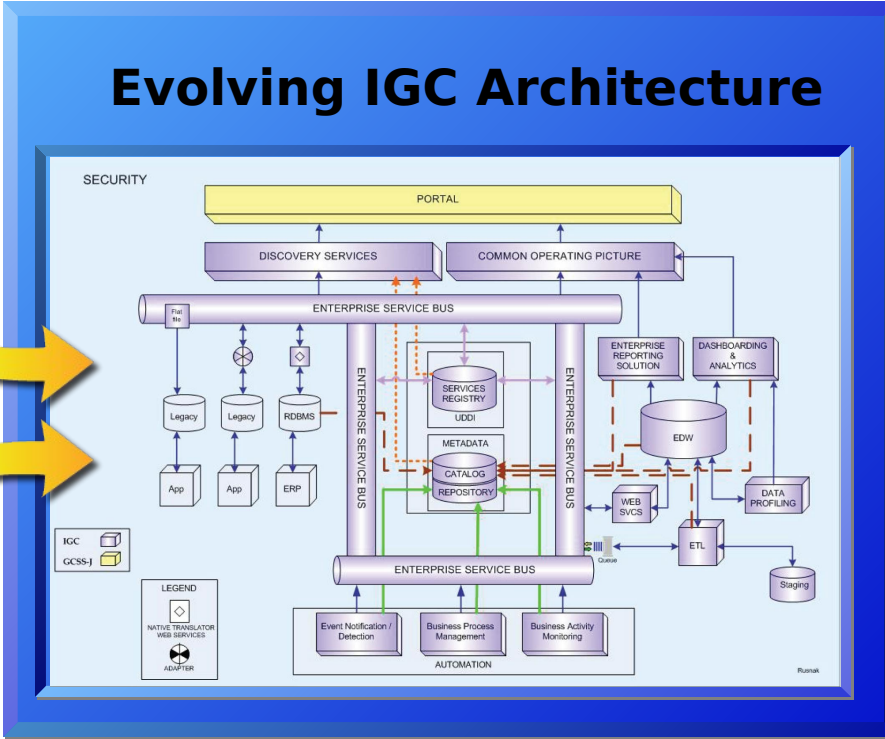 Evolving IGC Architecture
SECURITY
PORTAL
DISCOVERY SERVICES
COMMON OPERATING PICTURE
ENTERPRISE SERVICE BUS
Flat
file
ENTERPRISE SERVICE BUS
ENTERPRISE SERVICE BUS
ENTERPRISE
REPORTING
SOLUTION
DASHBOARDING
&
ANALYTICS
SERVICES
REGISTRY
UDDI
Legacy
Legacy
RDBMS
METADATA
CATALOG
REPOSITORY
EDW
App
App
ERP
WEB
SVCS
DATA
PROFILING
ETL
Queue
Staging
IGC
GCSS-J
ENTERPRISE SERVICE BUS
LEGEND
NATIVE TRANSLATOR
WEB SERVICES
ADAPTER
Event Notification /
Detection
Business Process
Management
Business Activity
Monitoring
AUTOMATION
Rusnak